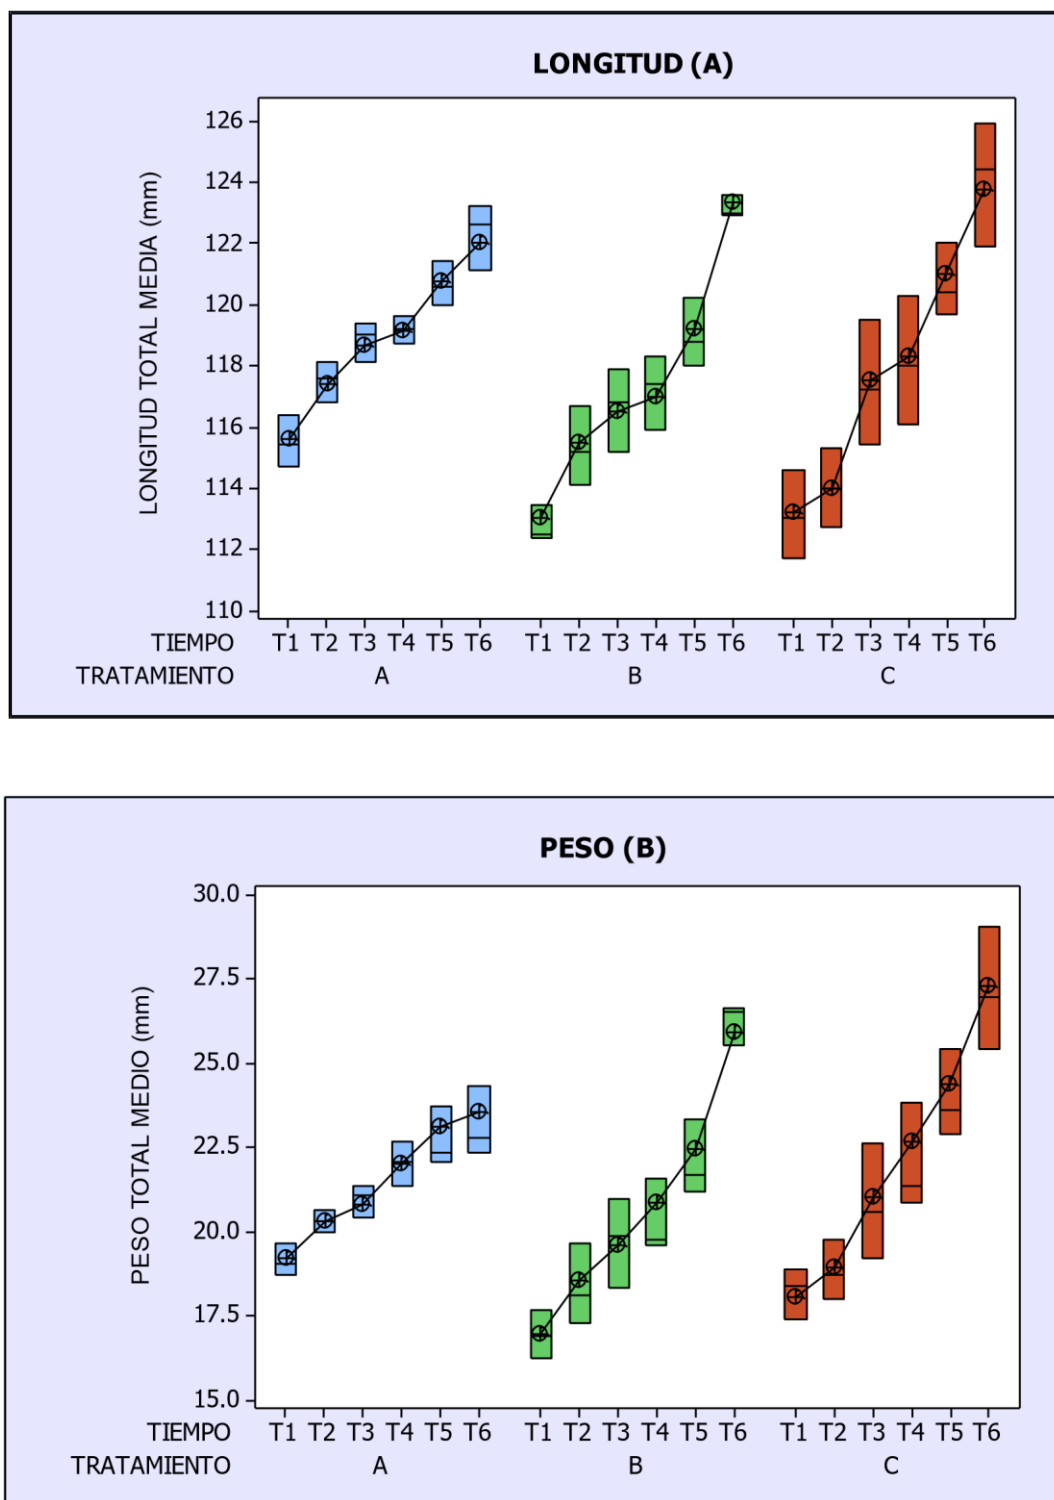 LONGITUD (A)
LONGITUD TOTAL MEDIA (mm)
126
124
122
120
118
116
114
112
110
TIEMPO T1 T2 T3 T4 T5 T6 T1 T2 T3 T4 T5 T6 T1 T2 T3 T4 T5 T6
TRATAMIENTO A B C
PESO (B)
PESO TOTAL MEDIO (mm)
30.0
27.5
25.0
22.5
20.0
17.5
15.0
TIEMPO T1 T2 T3 T4 T5 T6 T1 T2 T3 T4 T5 T6 T1 T2 T3 T4 T5 T6
TRATAMIENTO A B C